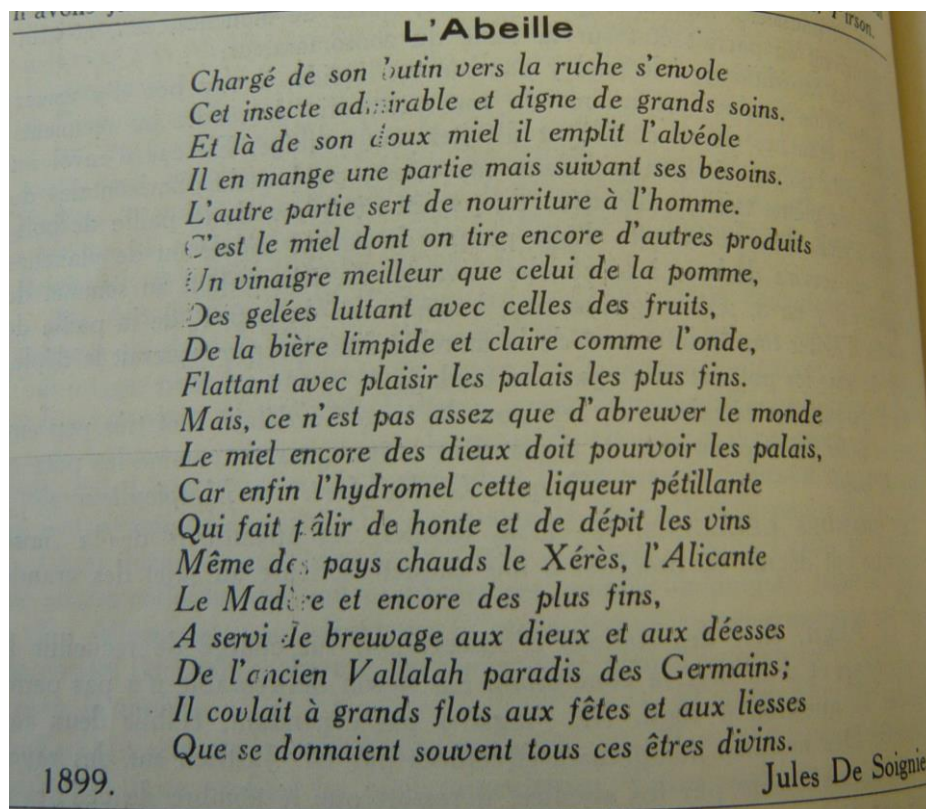 L'Abeille
Chargé de son butin vers la ruche s'envole
Cet insecte admirable et digne de grands soins.
Et là de son doux miel il emplit l'alvéole
Il en mange une partie mais suivant ses besoins.
L'autre partie sert de nourriture à l'homme.
C'est le miel dont on tire encore d'autres produits
Un vinaigre meilleur que celui de la pomme,
Des gelées luttant avec celles des fruits,
De la bière limpide et claire comme l'onde,
Flattant avec plaisir les palais les plus fins.
Mais, ce n'est pas assez que d'abreuver le monde
Le miel encore des dieux doit pourvoir les palais,
Car enfin l'hydromel cette liqueur pétillante
Qui fait pâlir de honte et de dépit les vins
Même des pays chauds le Xérès, l'Alicante
Le Madère et encore des plus fins,
A servi de breuvage aux dieux et aux déesses
De l'ancien Vallalah paradis des Germains;
Il coulait à grands flots aux fêtes et aux liesses
Que se donnaient souvent tous ces êtres divins.
1899.
Jules De Soignie